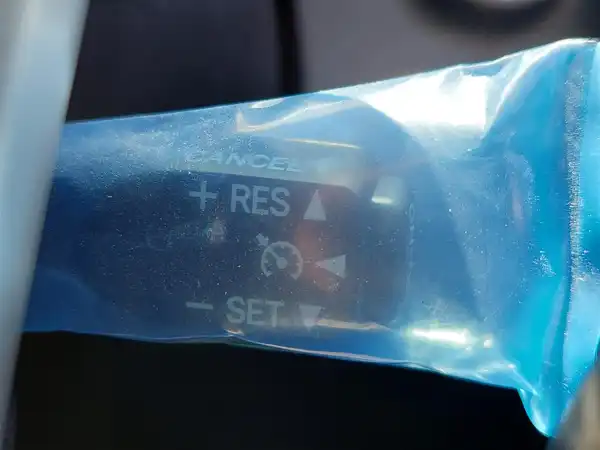 CANCEL
+ RES ▲
◀
− SET ▼